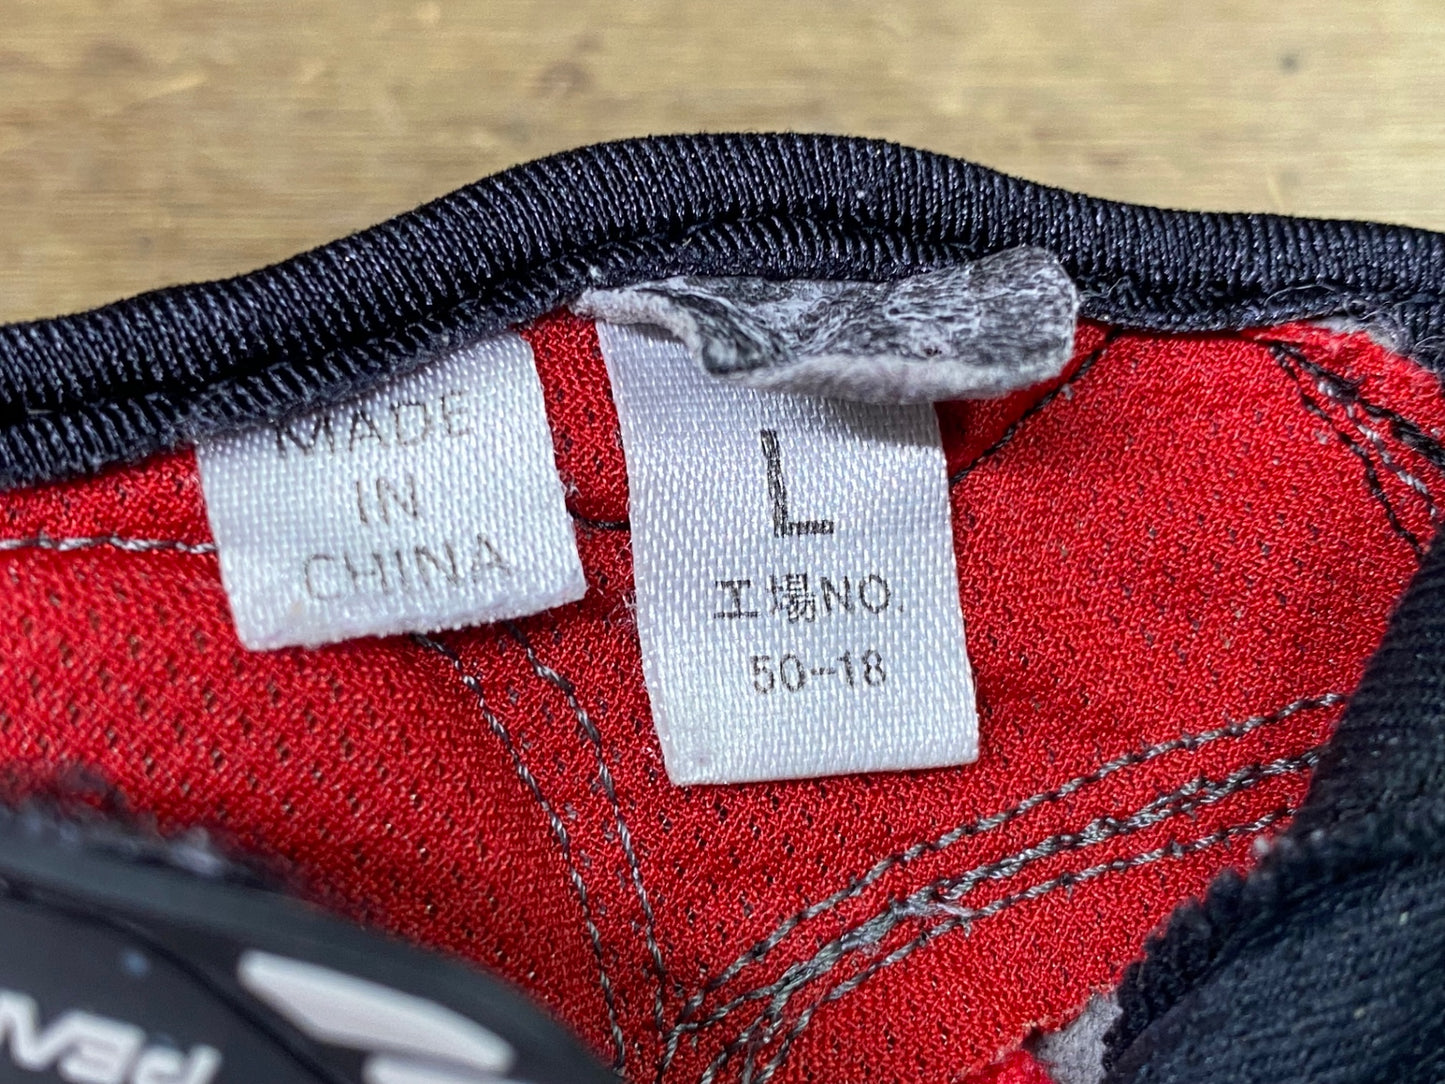 MADE
IN
CHINA
L
工場NO.
50-18